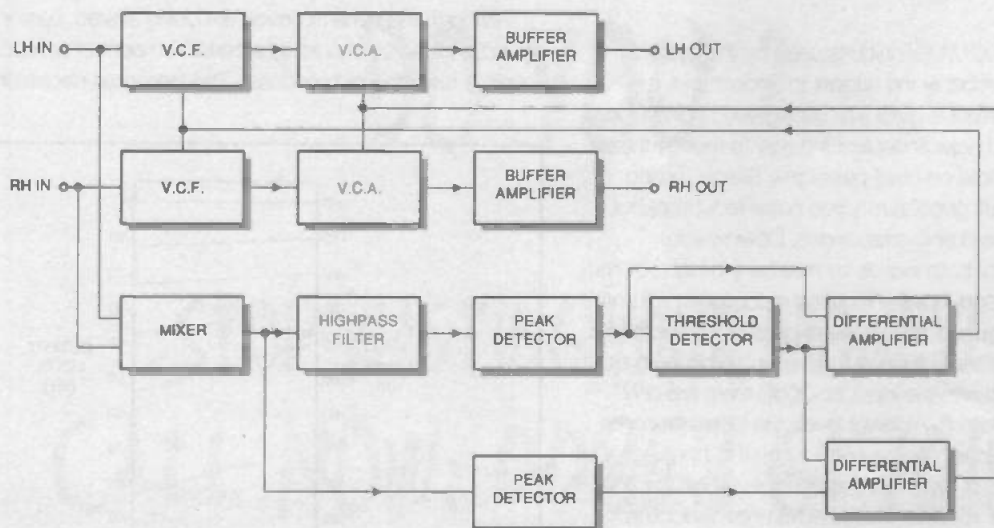 LH IN
V.C.F.
V.C.A.
BUFFER
AMPLIFIER
LH OUT
RH IN
V.C.F.
V.C.A.
BUFFER
AMPLIFIER
RH OUT
MIXER
HIGHPASS
FILTER
PEAK
DETECTOR
THRESHOLD
DETECTOR
DIFFERENTIAL
AMPLIFIER
PEAK
DETECTOR
DIFFERENTIAL
AMPLIFIER